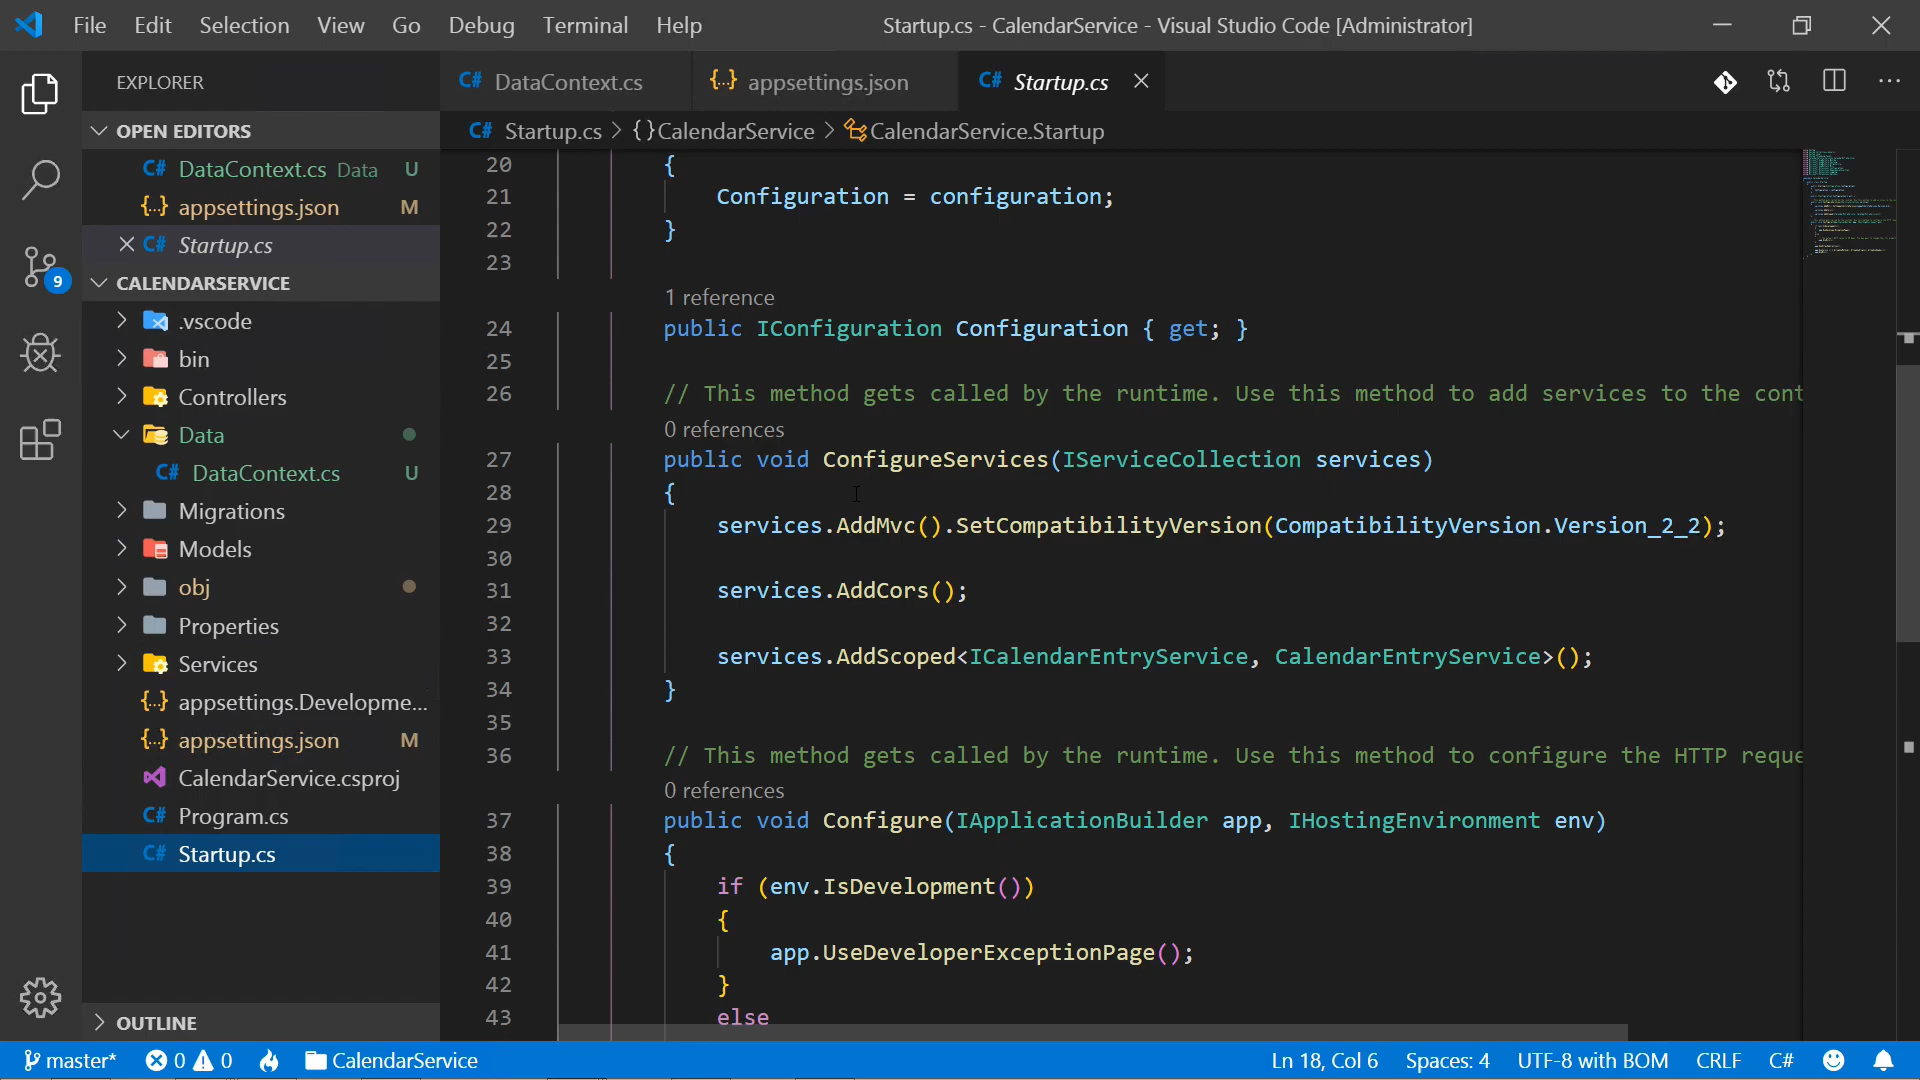 File Edit Selection View Go Debug Terminal Help
Startup.cs - CalendarService - Visual Studio Code [Administrator]
EXPLORER
OPEN EDITORS
C# DataContext.cs Data U
{..} appsettings.json M
C# Startup.cs
CALENDARSERVICE
.vscode
bin
Controllers
Data
C# DataContext.cs U
Migrations
Models
obj
Properties
Services
{..} appsettings.Developme...
{..} appsettings.json M
CalendarService.csproj
C# Program.cs
C# Startup.cs
OUTLINE
9
C# DataContext.cs
{..} appsettings.json
C# Startup.cs
C# Startup.cs > {} CalendarService > CalendarService.Startup
20 {
21 Configuration = configuration;
22 }
23
1 reference
24 public IConfiguration Configuration { get; }
25
26 // This method gets called by the runtime. Use this method to add services to the cont
0 references
27 public void ConfigureServices(IServiceCollection services)
28 {
29 services.AddMvc().SetCompatibilityVersion(CompatibilityVersion.Version_2_2);
30
31 services.AddCors();
32
33 services.AddScoped<ICalendarEntryService, CalendarEntryService>();
34 }
35
36 // This method gets called by the runtime. Use this method to configure the HTTP reque
0 references
37 public void Configure(IApplicationBuilder app, IHostingEnvironment env)
38 {
39 if (env.IsDevelopment())
40 {
41 app.UseDeveloperExceptionPage();
42 }
43 else
master* 0 0 CalendarService
Ln 18, Col 6 Spaces: 4 UTF-8 with BOM CRLF C#